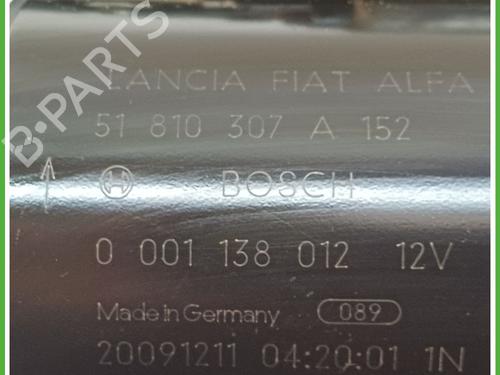 LANCIA FIAT ALFA
51 810 307 A 152
BOSCH
0 001 138 012 12V
Made in Germany 089
20091211 04:20:01 1N
B-PARTS